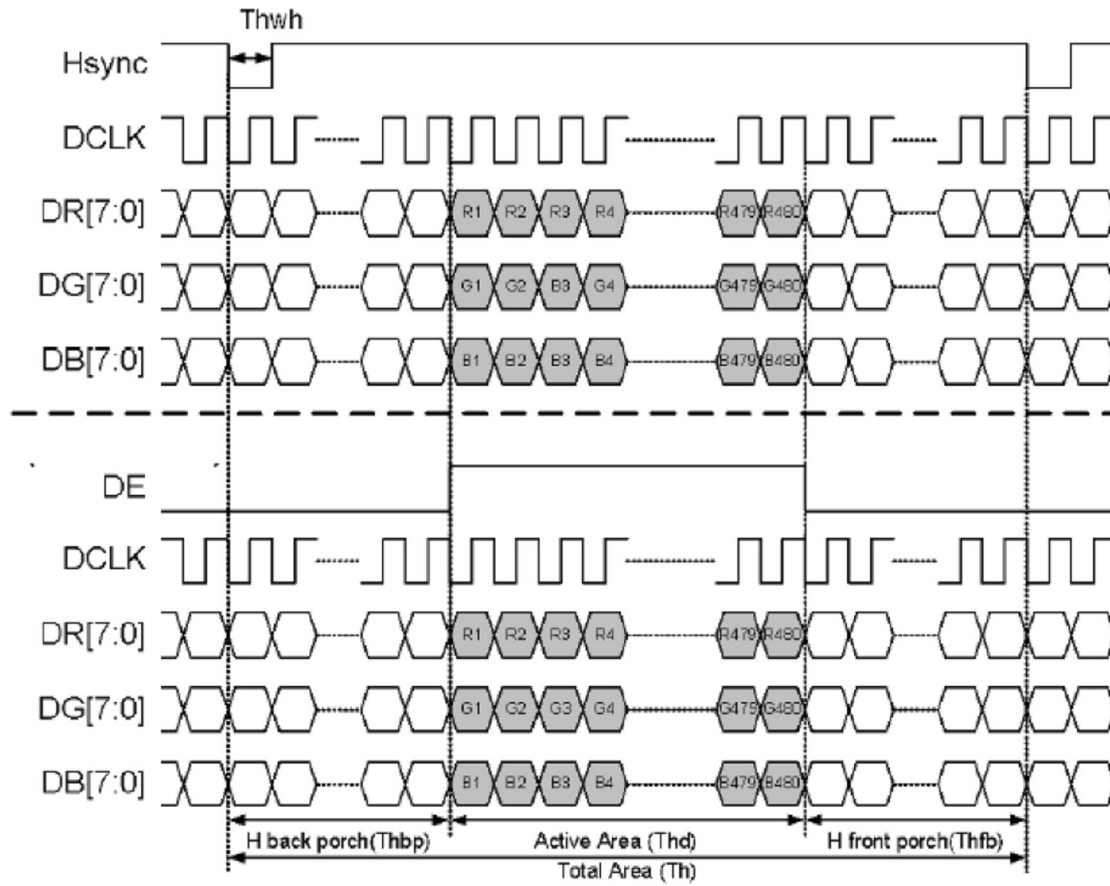 Thwh
Hsync
DCLK
DR[7:0] R1 R2 R3 R4 R479 R480
DG[7:0] G1 G2 B3 G4 G479 G480
DB[7:0] B1 B2 B3 B4 B479 B480
DE
DCLK
DR[7:0] R1 R2 R3 R4 R479 R480
DG[7:0] G1 G2 G3 G4 G479 G480
DB[7:0] B1 B2 B3 B4 B479 B480
H back porch(Thbp) Active Area (Thd) H front porch(Thfb)
Total Area (Th)